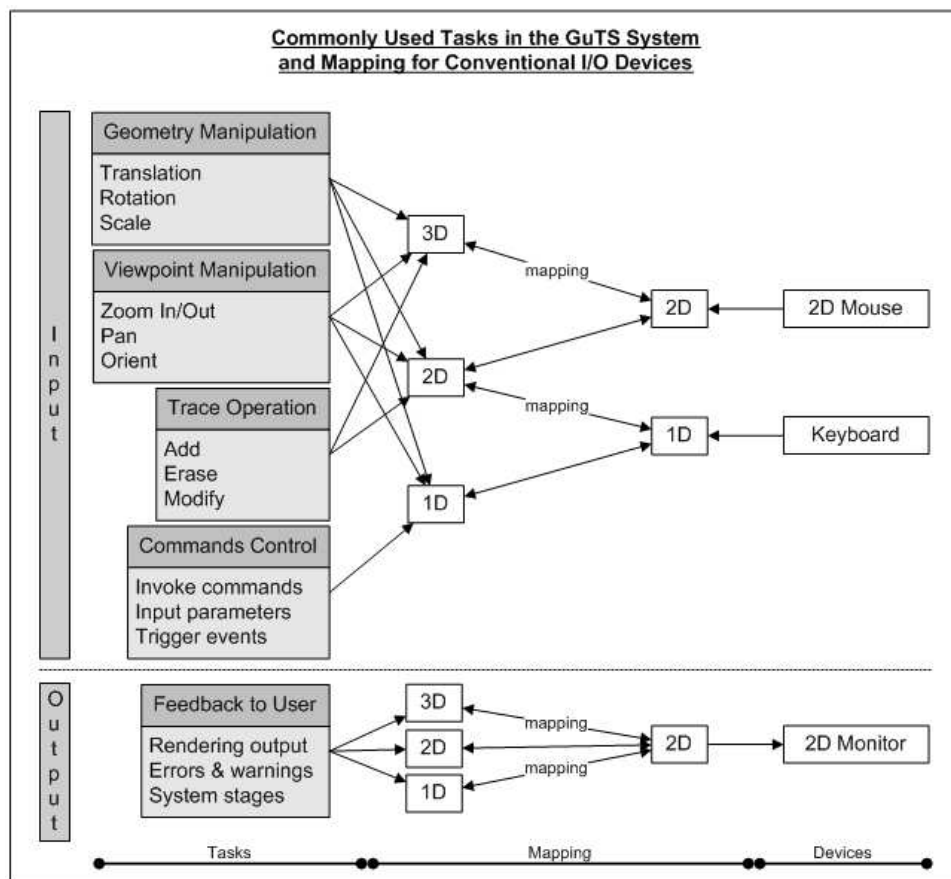 Commonly Used Tasks in the GuTS System
and Mapping for Conventional I/O Devices
Input
Geometry Manipulation
Translation
Rotation
Scale
Viewpoint Manipulation
Zoom In/Out
Pan
Orient
Trace Operation
Add
Erase
Modify
Commands Control
Invoke commands
Input parameters
Trigger events
3D
2D
1D
mapping
mapping
2D
1D
2D Mouse
Keyboard
Output
Feedback to User
Rendering output
Errors & warnings
System stages
3D
2D
1D
mapping
mapping
2D
2D Monitor
Tasks
Mapping
Devices